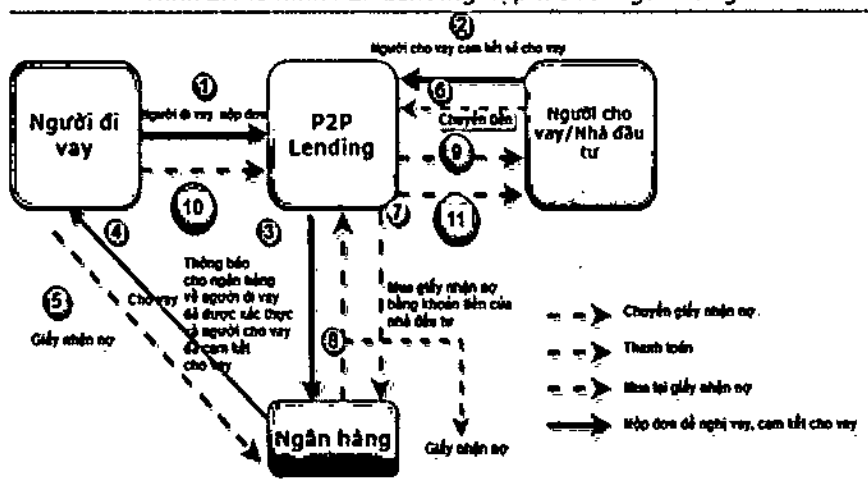 ②
Người cho vay cam kết sẽ cho vay
①
Người đi vay nộp đơn
Người đi
vay
P2P
Lending
⑥
Chuyển tiền
Người cho
vay/Nhà đầu
tư
⑨
⑩
⑪
④
③
⑦
⑤
Cho vay
Giấy nhận nợ
Thông báo
cho ngân hàng
về người đi vay
đã được xác thực
và người cho vay
đã cam kết
cho vay
Mua giấy nhận nợ
bằng khoản tiền của
nhà đầu tư
⑧
Ngân hàng
Giấy nhận nợ
Chuyển giấy nhận nợ
Thanh toán
Mua lại giấy nhận nợ
Nộp đơn đề nghị vay, cam kết cho vay